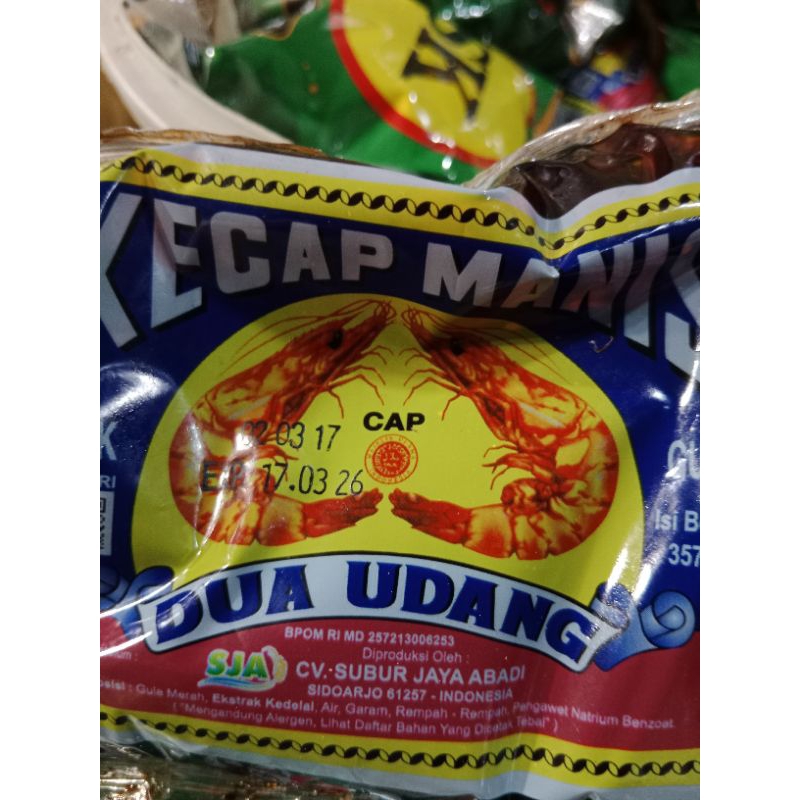 KECAP MANIS
CAP
02 03 17
E.D. 17.03 26
DUA UDANG
BPOM RI MD 257213006253
Diproduksi Oleh :
SJA
CV. SUBUR JAYA ABADI
SIDOARJO 61257 - INDONESIA
: Gula Merah, Ekstrak Kedelai, Air, Garam, Rempah - Rempah, Pengawet Natrium Benzoat
( "Mengandung Alergen, Lihat Daftar Bahan Yang Dicetak Tebal" )
Isi B
357